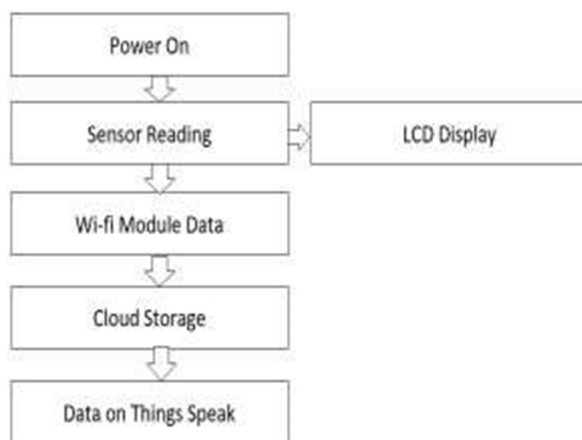 Power On
Sensor Reading
LCD Display
Wi-fi Module Data
Cloud Storage
Data on Things Speak